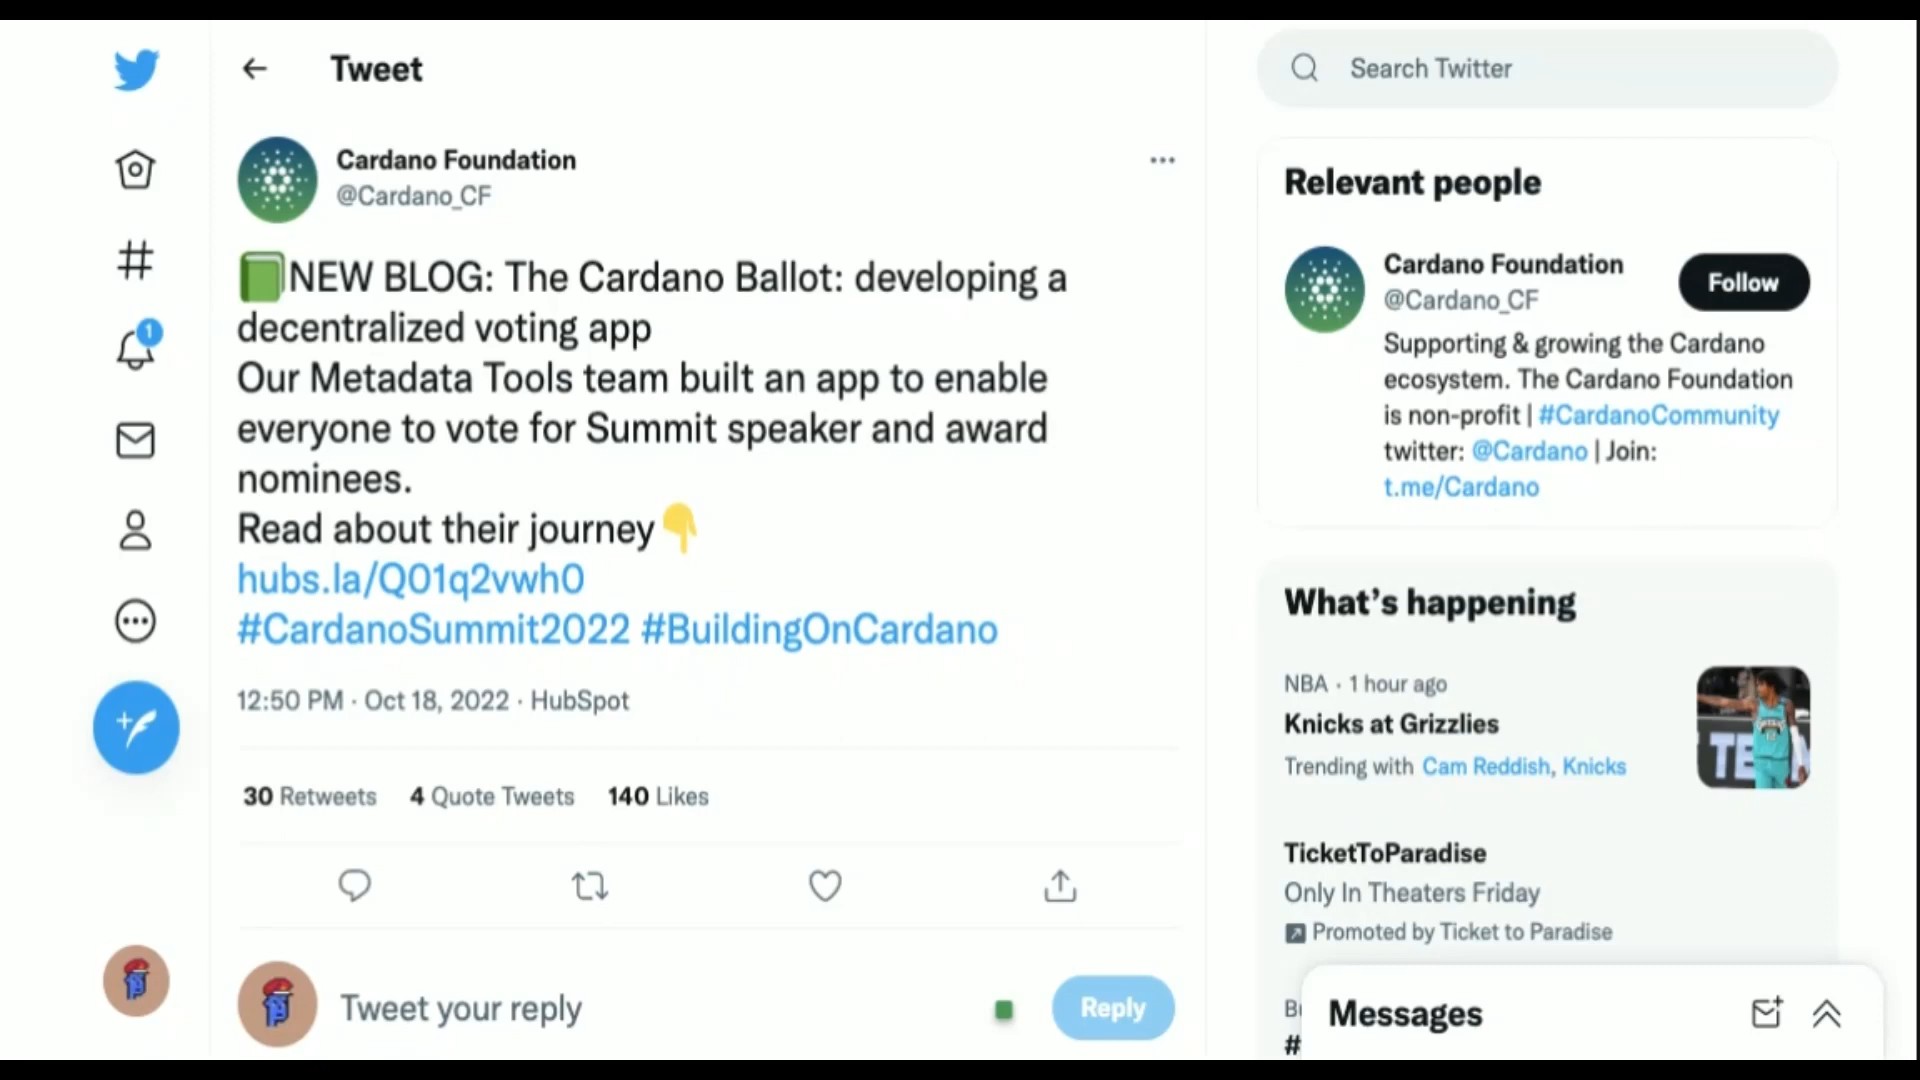 Tweet
Cardano Foundation
@Cardano_CF
NEW BLOG: The Cardano Ballot: developing a
decentralized voting app
Our Metadata Tools team built an app to enable
everyone to vote for Summit speaker and award
nominees.
Read about their journey
hubs.la/Q01q2vwh0
#CardanoSummit2022 #BuildingOnCardano
12:50 PM · Oct 18, 2022 · HubSpot
30 Retweets 4 Quote Tweets 140 Likes
Tweet your reply
Reply
1
Search Twitter
Relevant people
Cardano Foundation
@Cardano_CF
Follow
Supporting & growing the Cardano
ecosystem. The Cardano Foundation
is non-profit | #CardanoCommunity
twitter: @Cardano | Join:
t.me/Cardano
What's happening
NBA · 1 hour ago
Knicks at Grizzlies
Trending with Cam Reddish, Knicks
TicketToParadise
Only In Theaters Friday
Promoted by Ticket to Paradise
#
Messages